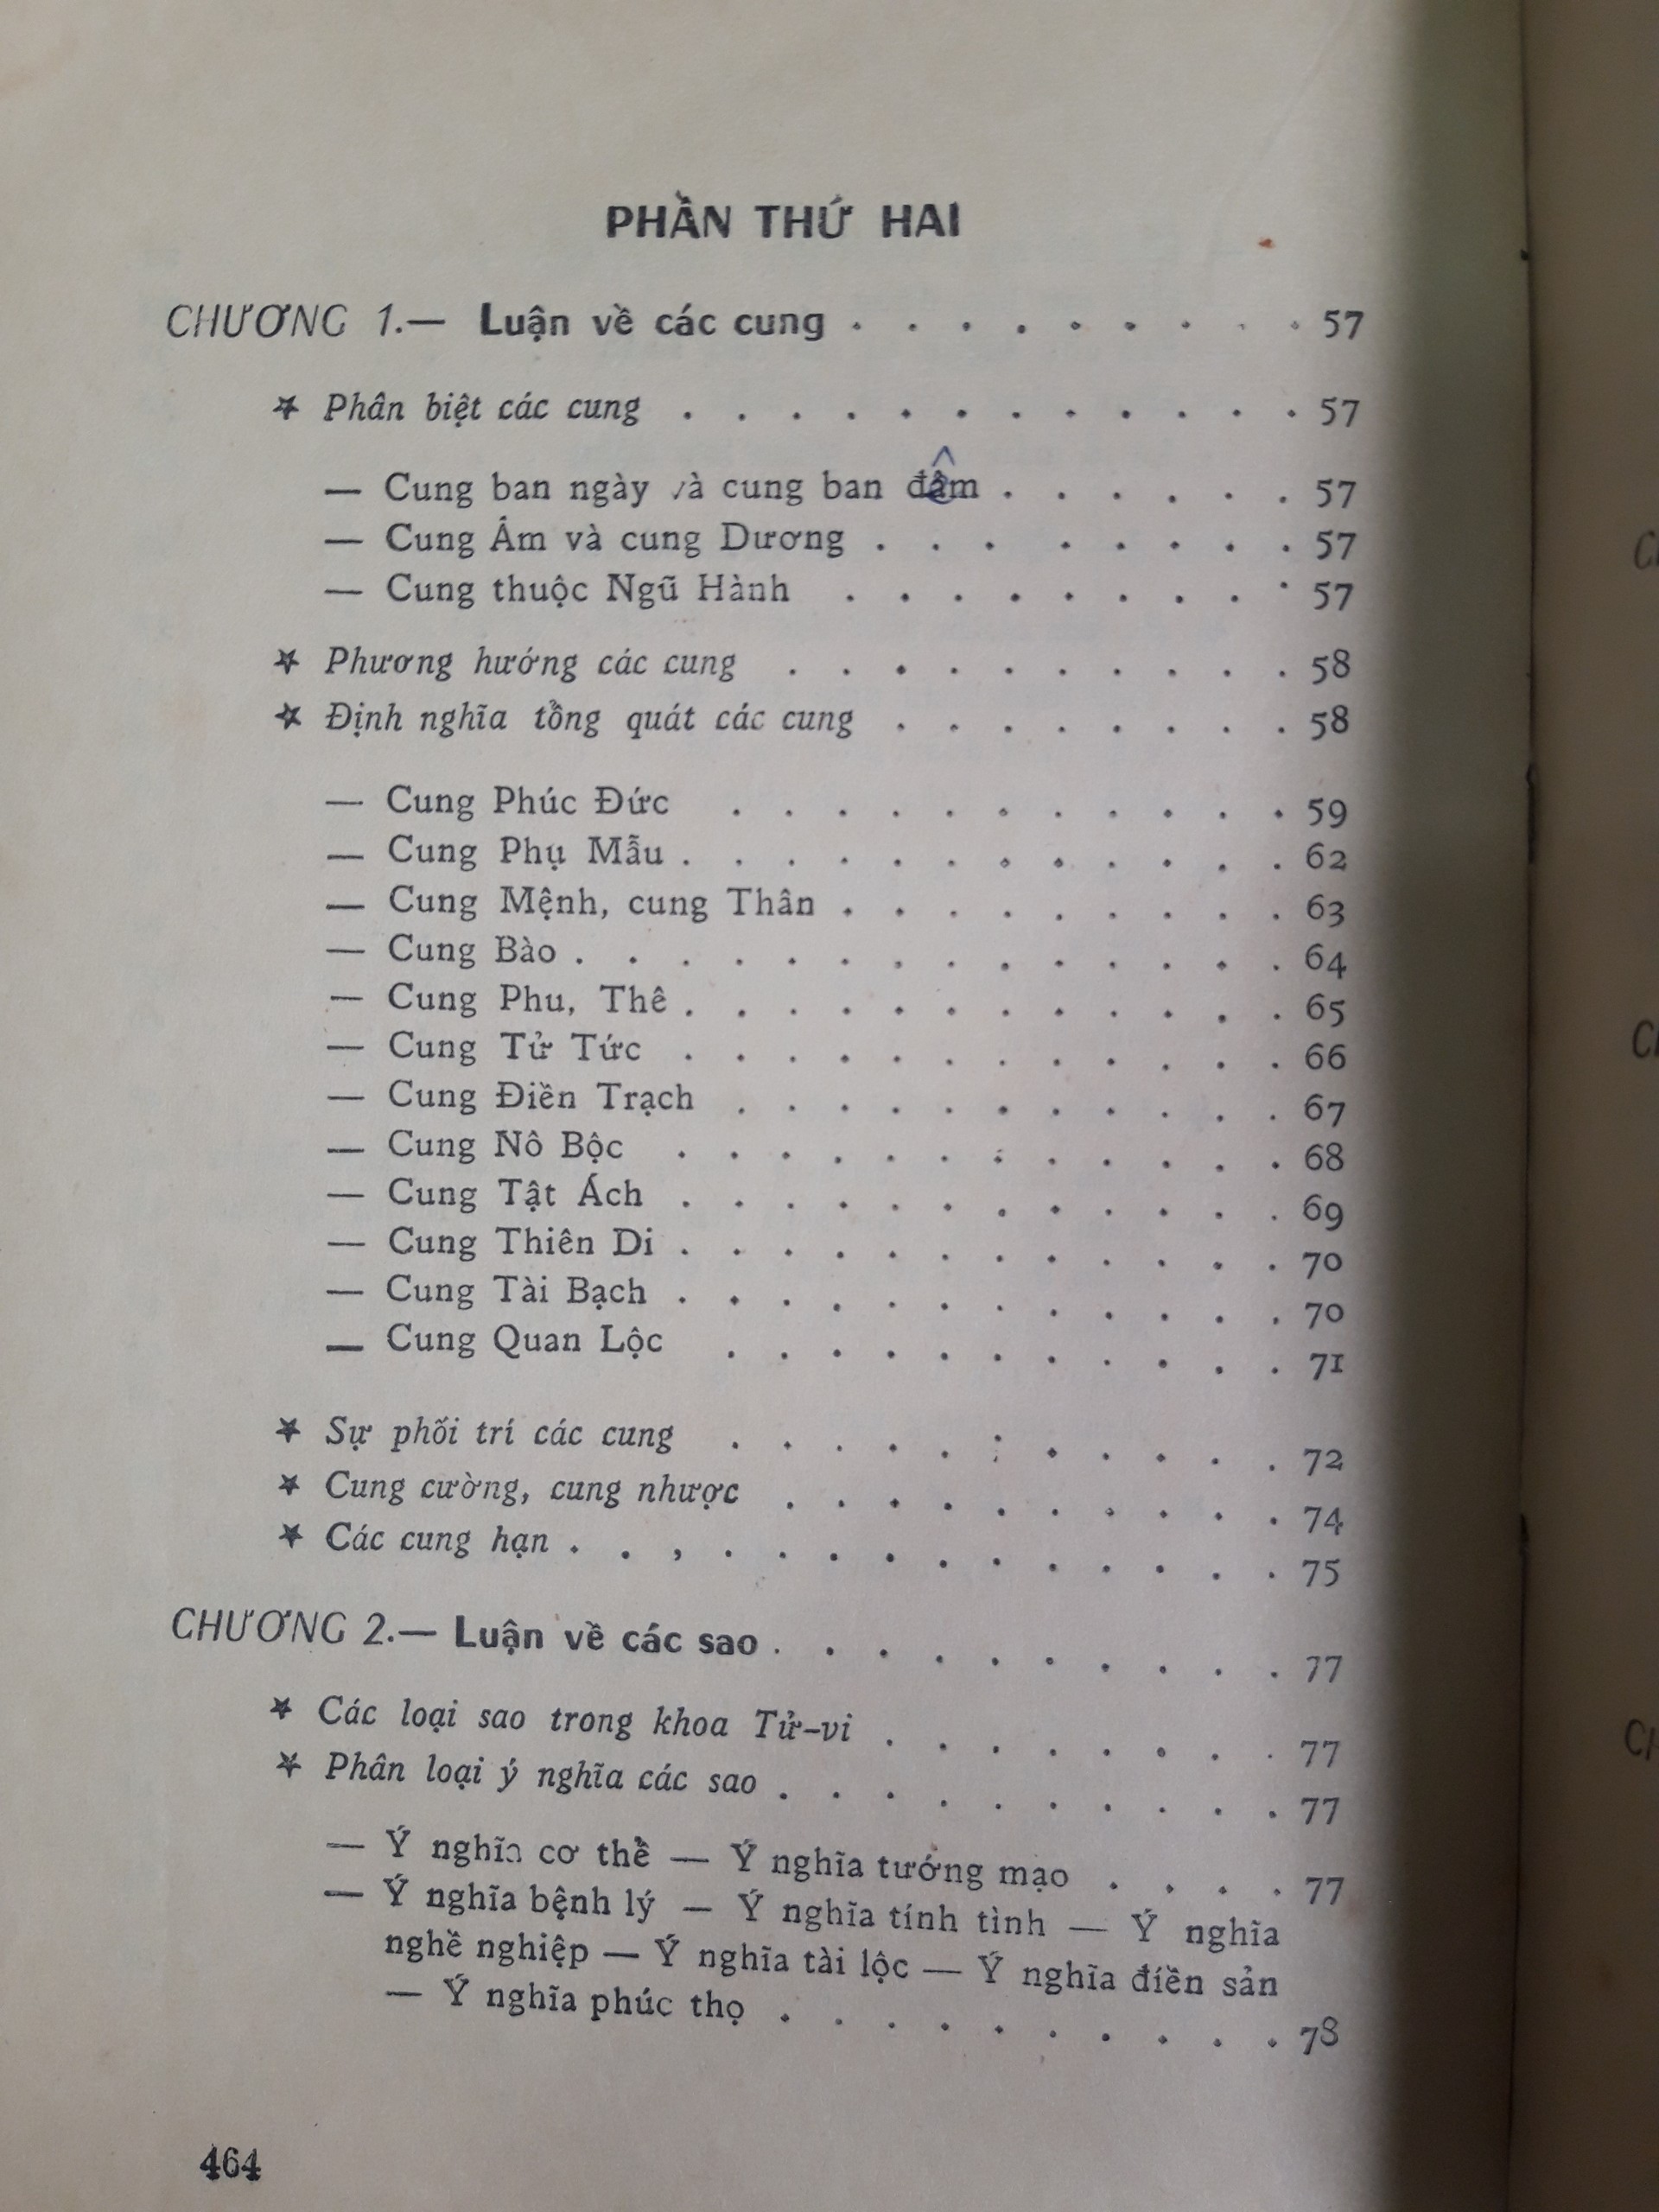 PHẦN THỨ HAI
CHƯƠNG 1.— Luận về các cung . . . . . . . . . 57
★ Phân biệt các cung . . . . . . . . . . . . 57
— Cung ban ngày và cung ban đêm . . . . . . 57
— Cung Âm và cung Dương . . . . . . . . 57
— Cung thuộc Ngũ Hành . . . . . . . . . 57
★ Phương hướng các cung . . . . . . . . . . 58
★ Định nghĩa tổng quát các cung . . . . . . . . 58
— Cung Phúc Đức . . . . . . . . . . . 59
— Cung Phụ Mẫu . . . . . . . . . . . . 62
— Cung Mệnh, cung Thân . . . . . . . . . 63
— Cung Bào . . . . . . . . . . . . . . 64
— Cung Phu, Thê . . . . . . . . . . . . 65
— Cung Tử Tức . . . . . . . . . . . . 66
— Cung Điền Trạch . . . . . . . . . . . 67
— Cung Nô Bộc . . . . . . . . . . . . 68
— Cung Tật Ách . . . . . . . . . . . . 69
— Cung Thiên Di . . . . . . . . . . . . 70
— Cung Tài Bạch . . . . . . . . . . . . 70
— Cung Quan Lộc . . . . . . . . . . . 71
★ Sự phối trí các cung . . . . . . . . . . . 72
★ Cung cường, cung nhược . . . . . . . . . . 74
★ Các cung hạn . . , . . . . . . . . . . . 75
CHƯƠNG 2.— Luận về các sao . . . . . . . . . . 77
★ Các loại sao trong khoa Tử-vi . . . . . . . . 77
★ Phân loại ý nghĩa các sao . . . . . . . . . . 77
— Ý nghĩa cơ thể — Ý nghĩa tướng mạo . . . . 77
— Ý nghĩa bệnh lý — Ý nghĩa tính tình — Ý nghĩa
nghề nghiệp — Ý nghĩa tài lộc — Ý nghĩa điền sản
— Ý nghĩa phúc thọ . . . . . . . . . . 78
464